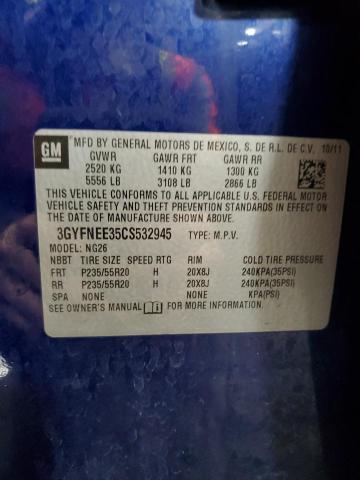 GM
MFD BY GENERAL MOTORS DE MEXICO, S. DE R.L. DE C.V. 10/11
GVWR GAWR FRT GAWR RR
2520 KG 1410 KG 1300 KG
5556 LB 3108 LB 2866 LB
THIS VEHICLE CONFORMS TO ALL APPLICABLE U.S. FEDERAL MOTOR
VEHICLE SAFETY AND THEFT PREVENTION STANDARDS IN EFFECT ON
THE DATE OF MANUFACTURE SHOWN ABOVE.
3GYFNEE35CS532945 TYPE: M.P.V.
MODEL: NG26
NBBT TIRE SIZE SPEED RTG RIM COLD TIRE PRESSURE
FRT P235/55R20 H 20X8J 240KPA(35PSI)
RR P235/55R20 H 20X8J 240KPA(35PSI)
SPA NONE NONE KPA(PSI)
SEE OWNER'S MANUAL FOR MORE INFORMATION.